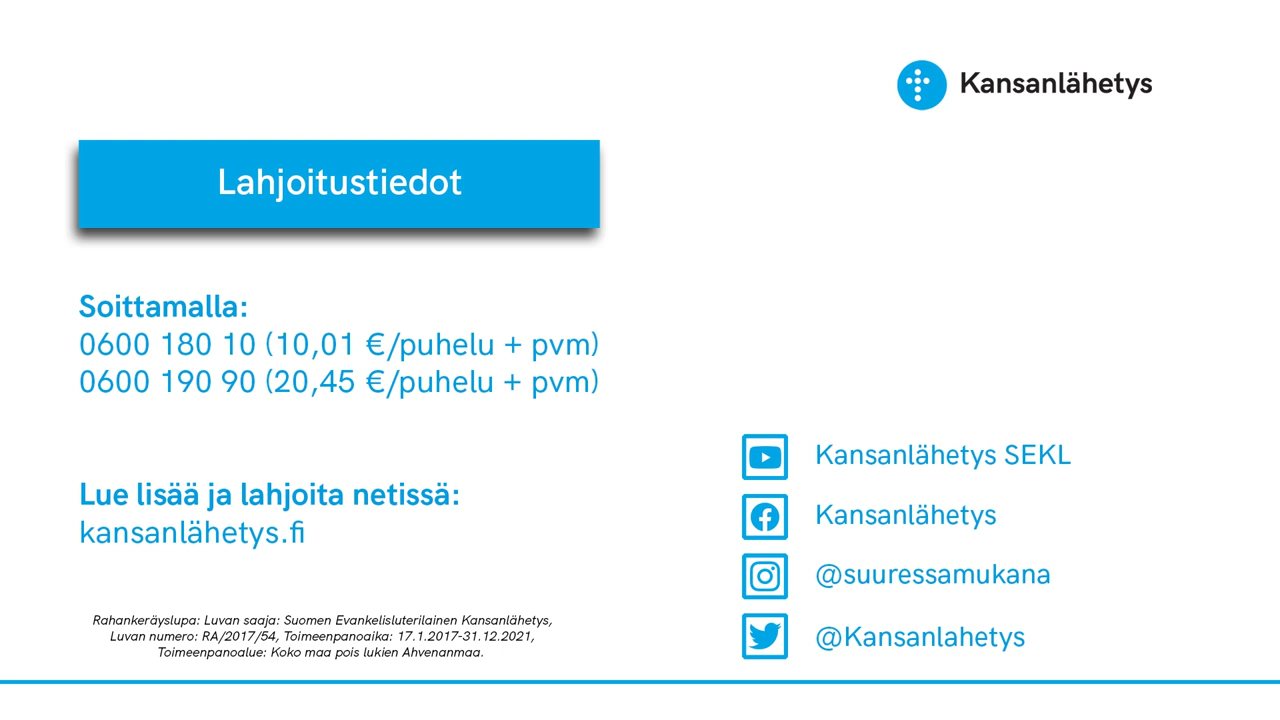 Kansanlähetys
Lahjoitustiedot
Soittamalla:
0600 180 10 (10,01 €/puhelu + pvm)
0600 190 90 (20,45 €/puhelu + pvm)
Lue lisää ja lahjoita netissä:
kansanlähetys.fi
Rahankeräyslupa: Luvan saaja: Suomen Evankelisluterilainen Kansanlähetys,
Luvan numero: RA/2017/54, Toimeenpanoaika: 17.1.2017-31.12.2021,
Toimeenpanoalue: Koko maa pois lukien Ahvenanmaa.
Kansanlähetys SEKL
Kansanlähetys
@suuressamukana
@Kansanlahetys